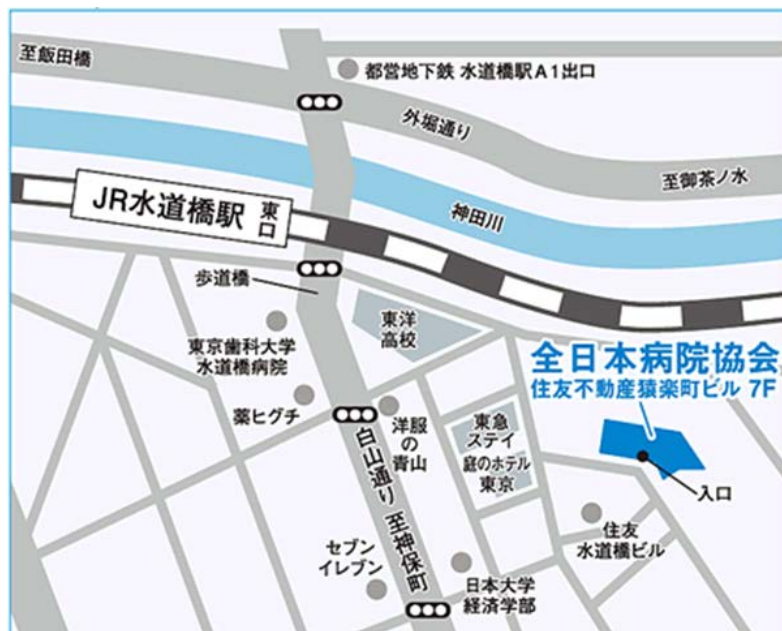 至飯田橋
都営地下鉄 水道橋駅A1出口
外堀通り
至御茶ノ水
JR水道橋駅
東口
神田川
歩道橋
東洋
高校
東京歯科大学
水道橋病院
全日本病院協会
住友不動産猿楽町ビル 7F
薬ヒグチ
洋服の青山
東急
ステイ
庭のホテル
東京
入口
白山通り 至神保町
住友
水道橋ビル
セブン
イレブン
日本大学
経済学部